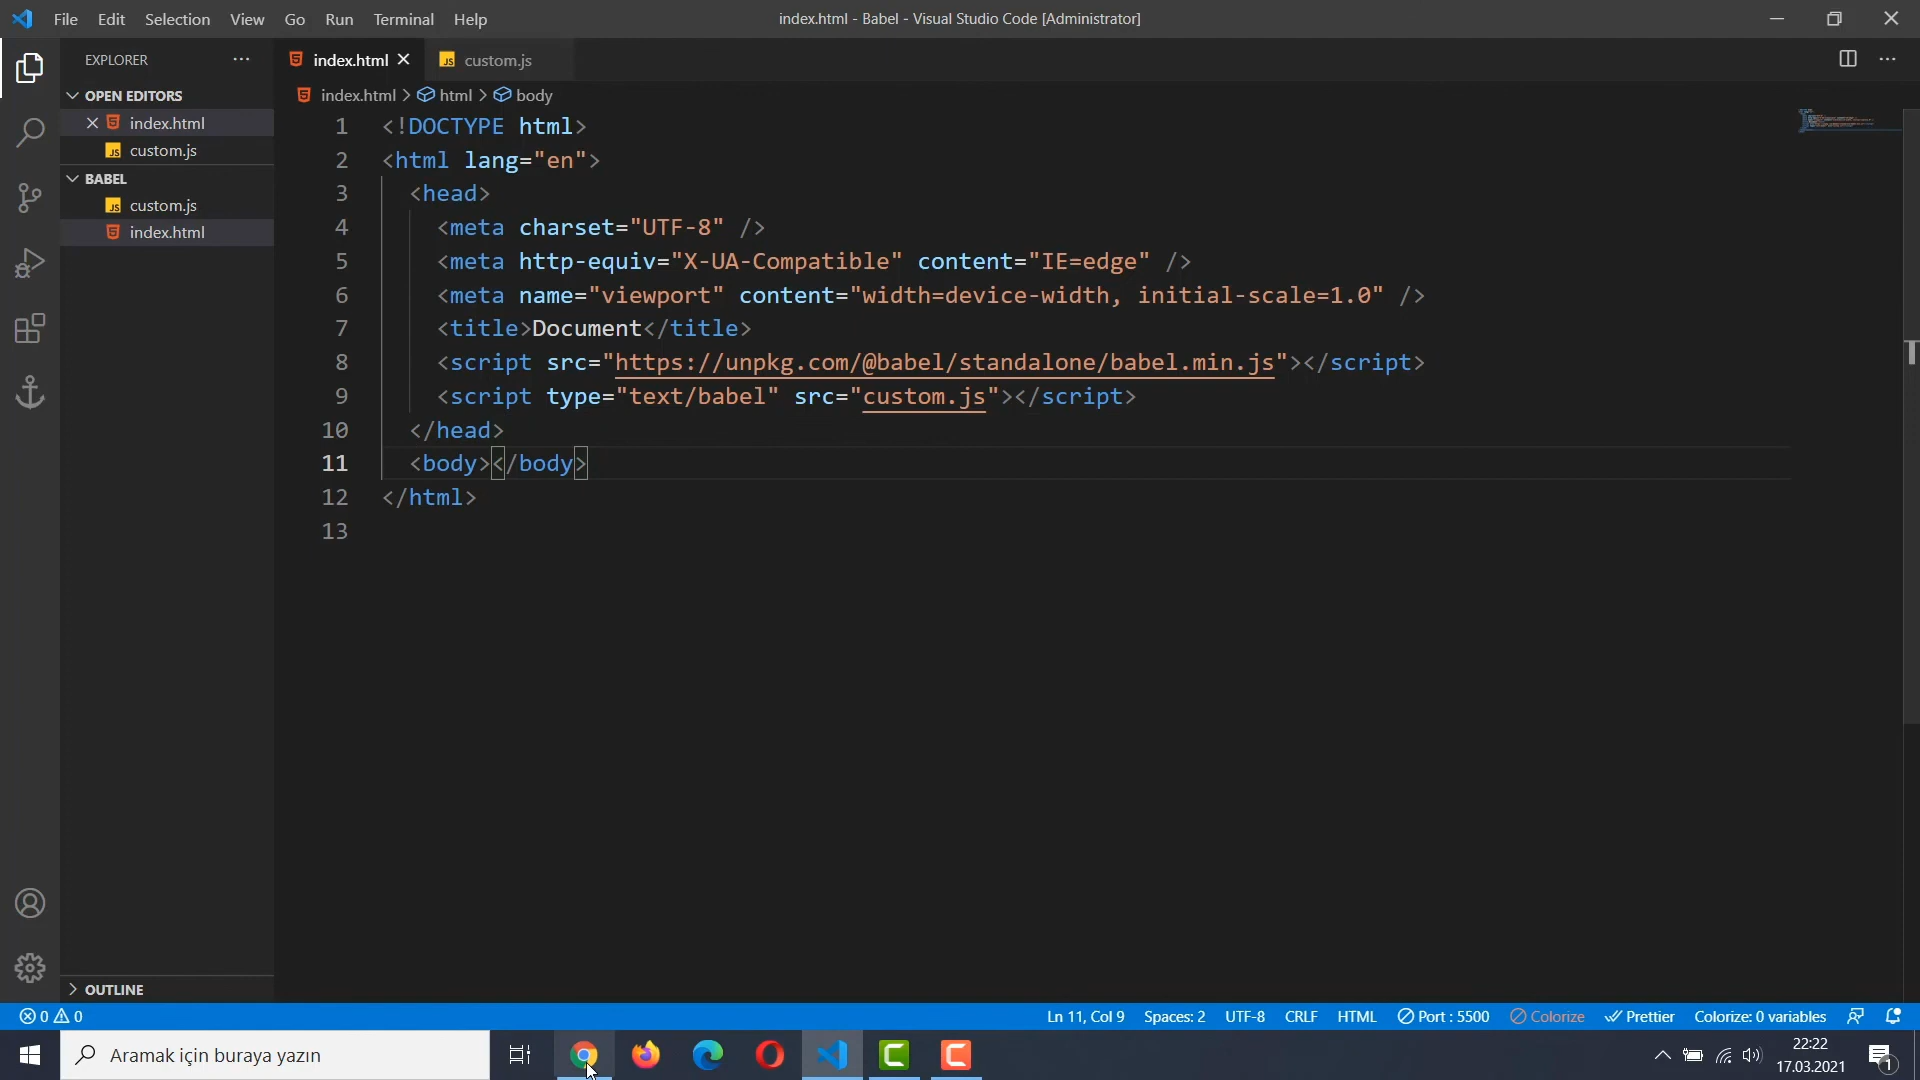 File Edit Selection View Go Run Terminal Help
index.html - Babel - Visual Studio Code [Administrator]
EXPLORER
OPEN EDITORS
index.html
custom.js
BABEL
custom.js
index.html
OUTLINE
index.html custom.js
index.html > html > body
1 <!DOCTYPE html>
2 <html lang="en">
3 <head>
4 <meta charset="UTF-8" />
5 <meta http-equiv="X-UA-Compatible" content="IE=edge" />
6 <meta name="viewport" content="width=device-width, initial-scale=1.0" />
7 <title>Document</title>
8 <script src="https://unpkg.com/@babel/standalone/babel.min.js"></script>
9 <script type="text/babel" src="custom.js"></script>
10 </head>
11 <body></body>
12 </html>
13
0 0 Ln 11, Col 9 Spaces: 2 UTF-8 CRLF HTML Port : 5500 Colorize Prettier Colorize: 0 variables
Aramak için buraya yazın
22:22
17.03.2021
1